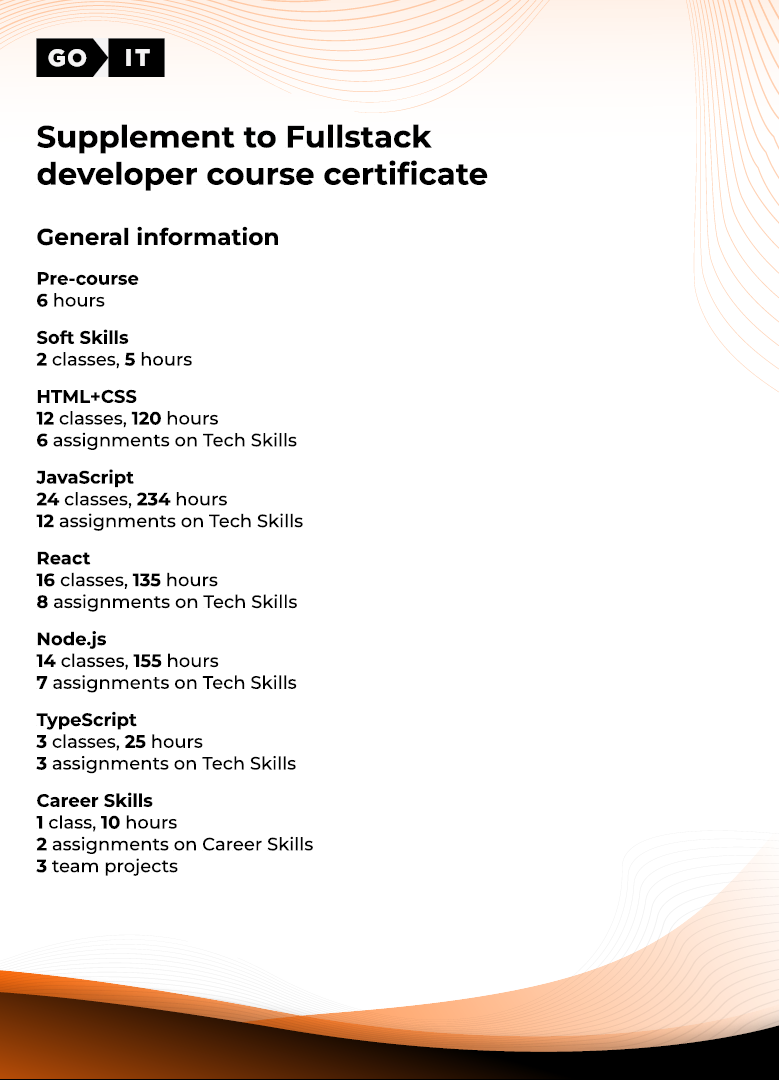 GO IT
Supplement to Fullstack
developer course certificate
General information
Pre-course
6 hours
Soft Skills
2 classes, 5 hours
HTML+CSS
12 classes, 120 hours
6 assignments on Tech Skills
JavaScript
24 classes, 234 hours
12 assignments on Tech Skills
React
16 classes, 135 hours
8 assignments on Tech Skills
Node.js
14 classes, 155 hours
7 assignments on Tech Skills
TypeScript
3 classes, 25 hours
3 assignments on Tech Skills
Career Skills
1 class, 10 hours
2 assignments on Career Skills
3 team projects